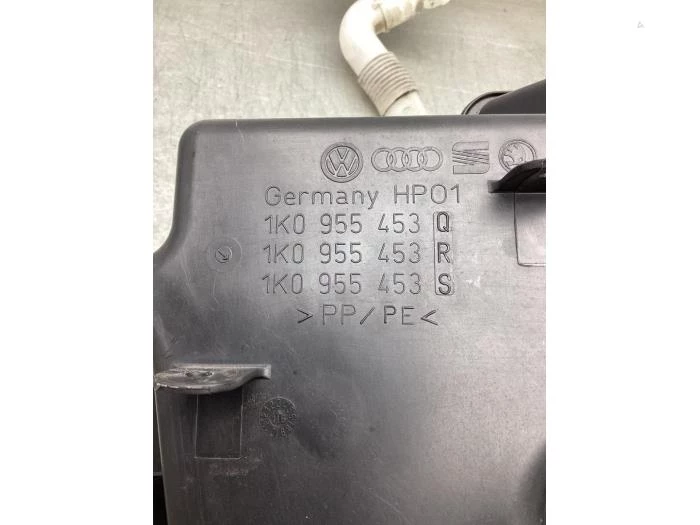 Germany HP01
1K0 955 453 Q
1K0 955 453 R
1K0 955 453 S
>PP/PE<